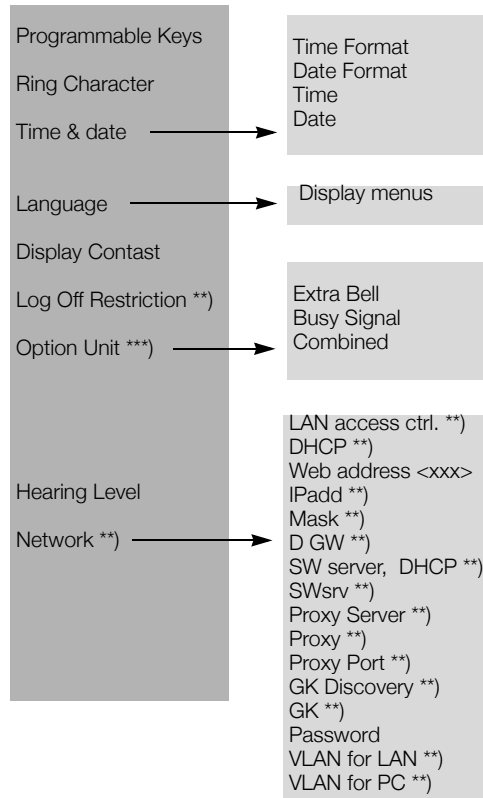 Programmable Keys
Ring Character
Time & date
Time Format
Date Format
Time
Date
Language
Display menus
Display Contast
Log Off Restriction **)
Option Unit ***)
Extra Bell
Busy Signal
Combined
Hearing Level
Network **)
LAN access ctrl. **)
DHCP **)
Web address <xxx>
IPadd **)
Mask **)
D GW **)
SW server,  DHCP **)
SWsrv **)
Proxy Server **)
Proxy **)
Proxy Port **)
GK Discovery **)
GK **)
Password
VLAN for LAN **)
VLAN for PC **)